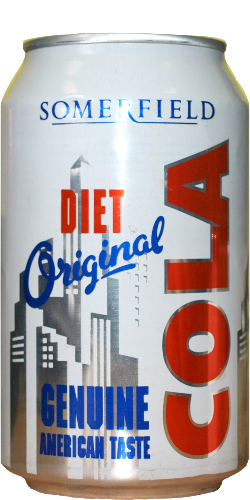 SOMERFIELD
DIET
Original
COLA
GENUINE
AMERICAN TASTE